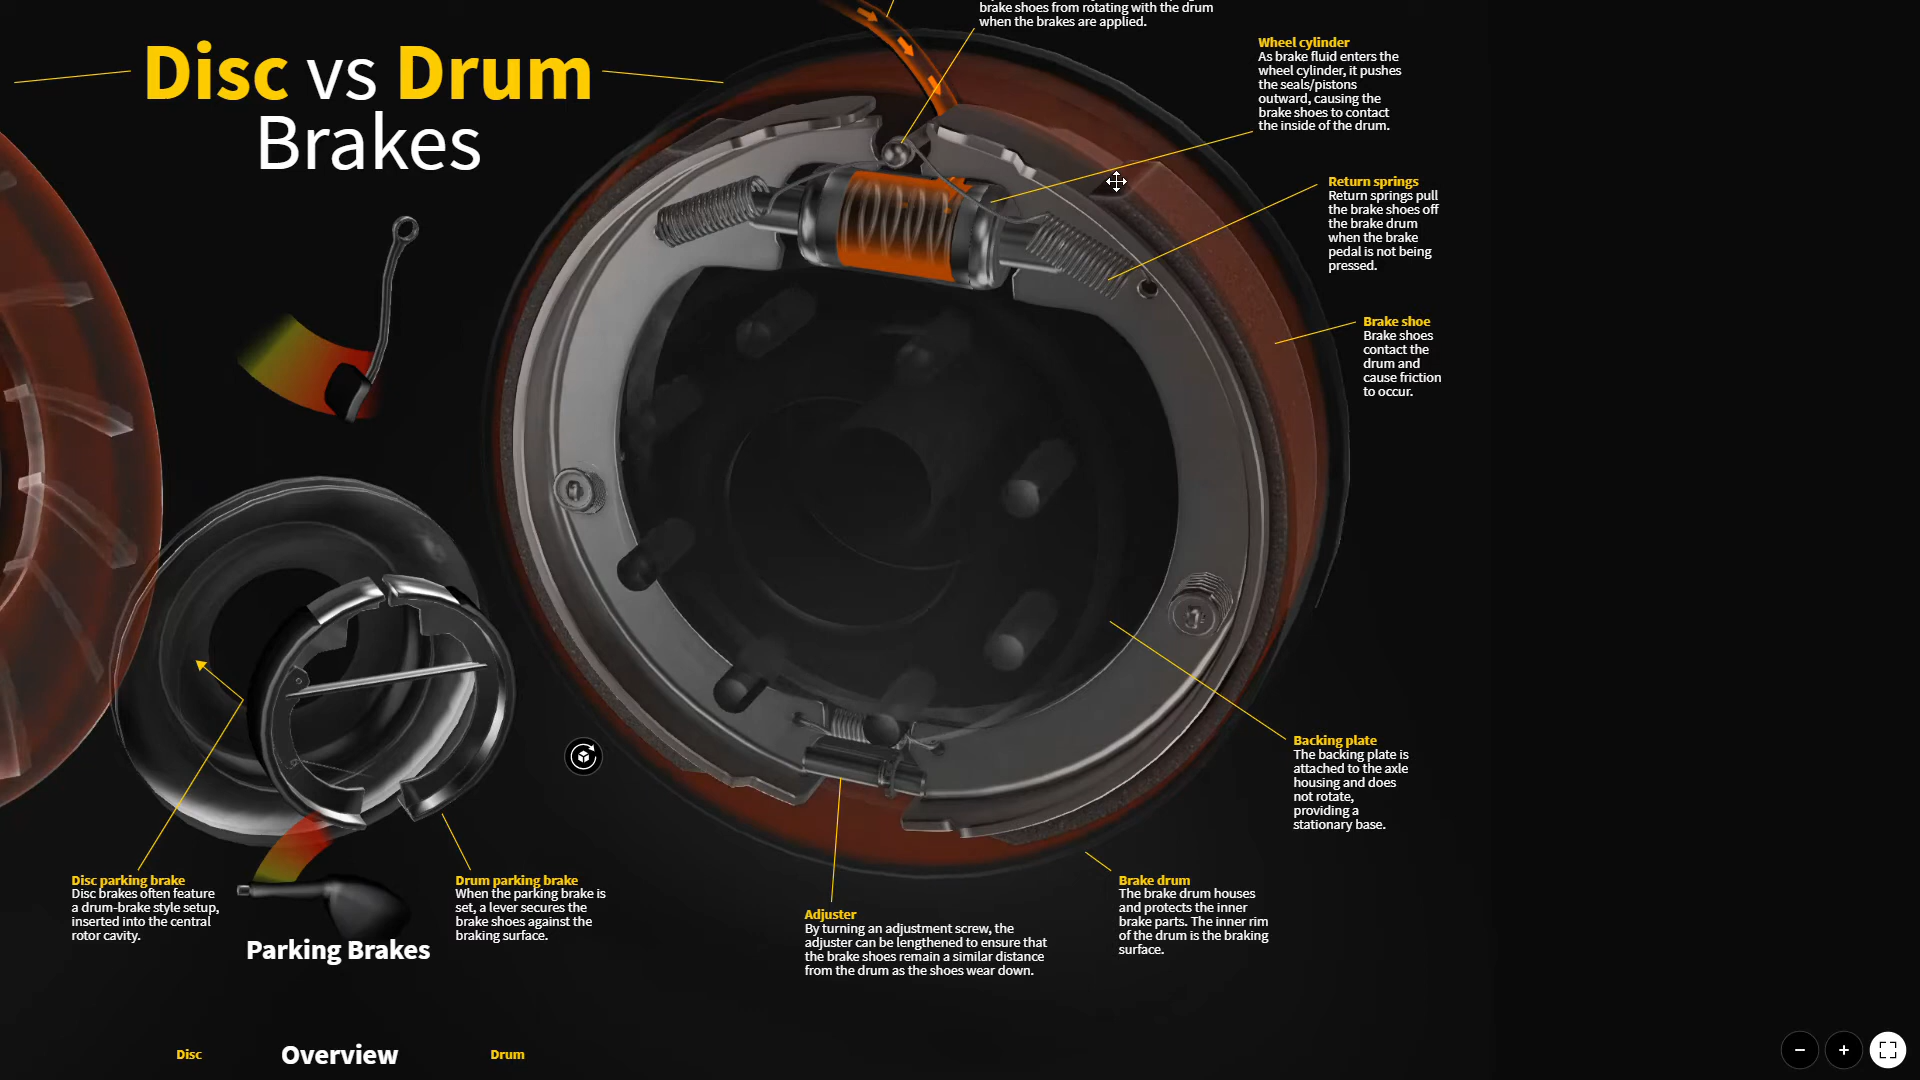 brake shoes from rotating with the drum
when the brakes are applied.
Disc vs Drum
Brakes
Wheel cylinder
As brake fluid enters the
wheel cylinder, it pushes
the seals/pistons
outward, causing the
brake shoes to contact
the inside of the drum.
Return springs
Return springs pull
the brake shoes off
the brake drum
when the brake
pedal is not being
pressed.
Brake shoe
Brake shoes
contact the
drum and
cause friction
to occur.
Backing plate
The backing plate is
attached to the axle
housing and does
not rotate,
providing a
stationary base.
Disc parking brake
Disc brakes often feature
a drum-brake style setup,
inserted into the central
rotor cavity.
Parking Brakes
Drum parking brake
When the parking brake is
set, a lever secures the
brake shoes against the
braking surface.
Adjuster
By turning an adjustment screw, the
adjuster can be lengthened to ensure that
the brake shoes remain a similar distance
from the drum as the shoes wear down.
Brake drum
The brake drum houses
and protects the inner
brake parts. The inner rim
of the drum is the braking
surface.
Disc
Overview
Drum